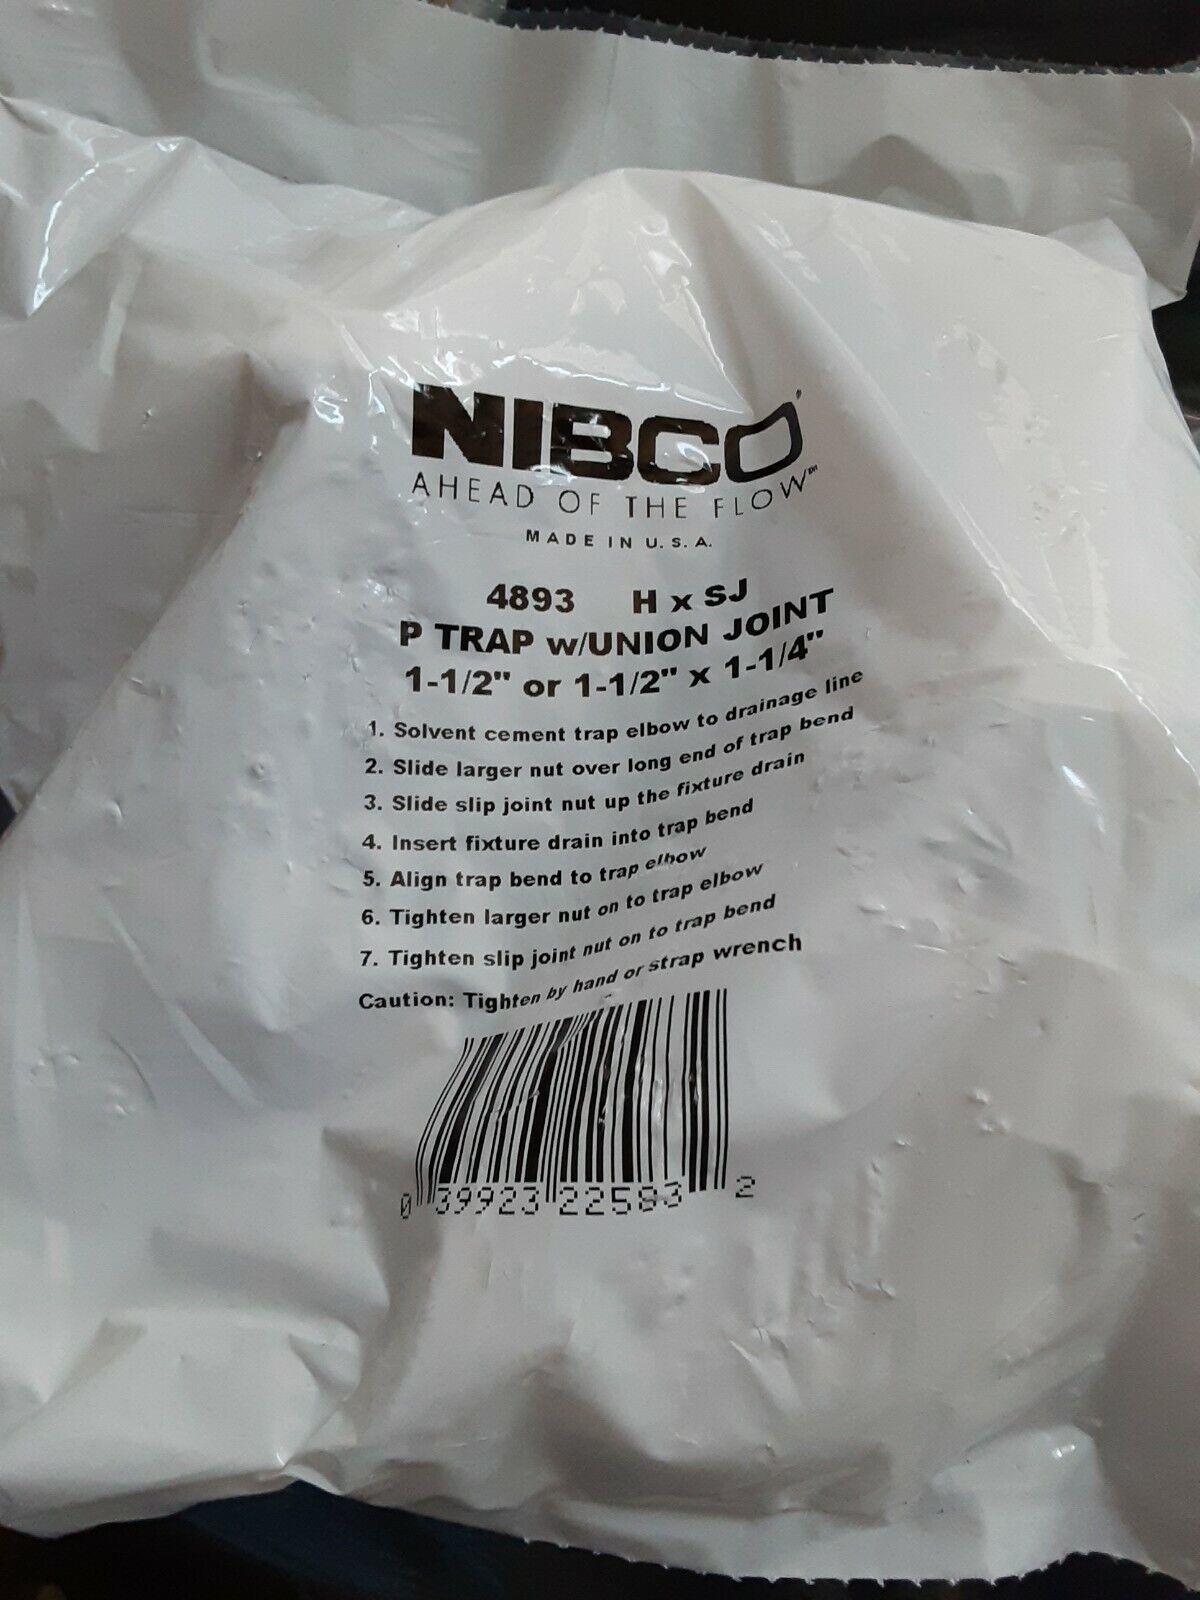 NIBCO®
AHEAD OF THE FLOW™
MADE IN U.S.A.
4893 H x SJ
P TRAP w/UNION JOINT
1-1/2" or 1-1/2" x 1-1/4"
1. Solvent cement trap elbow to drainage line
2. Slide larger nut over long end of trap bend
3. Slide slip joint nut up the fixture drain
4. Insert fixture drain into trap bend
5. Align trap bend to trap elbow
6. Tighten larger nut on to trap elbow
7. Tighten slip joint nut on to trap bend
Caution: Tighten by hand or strap wrench
0 39923 22583 2